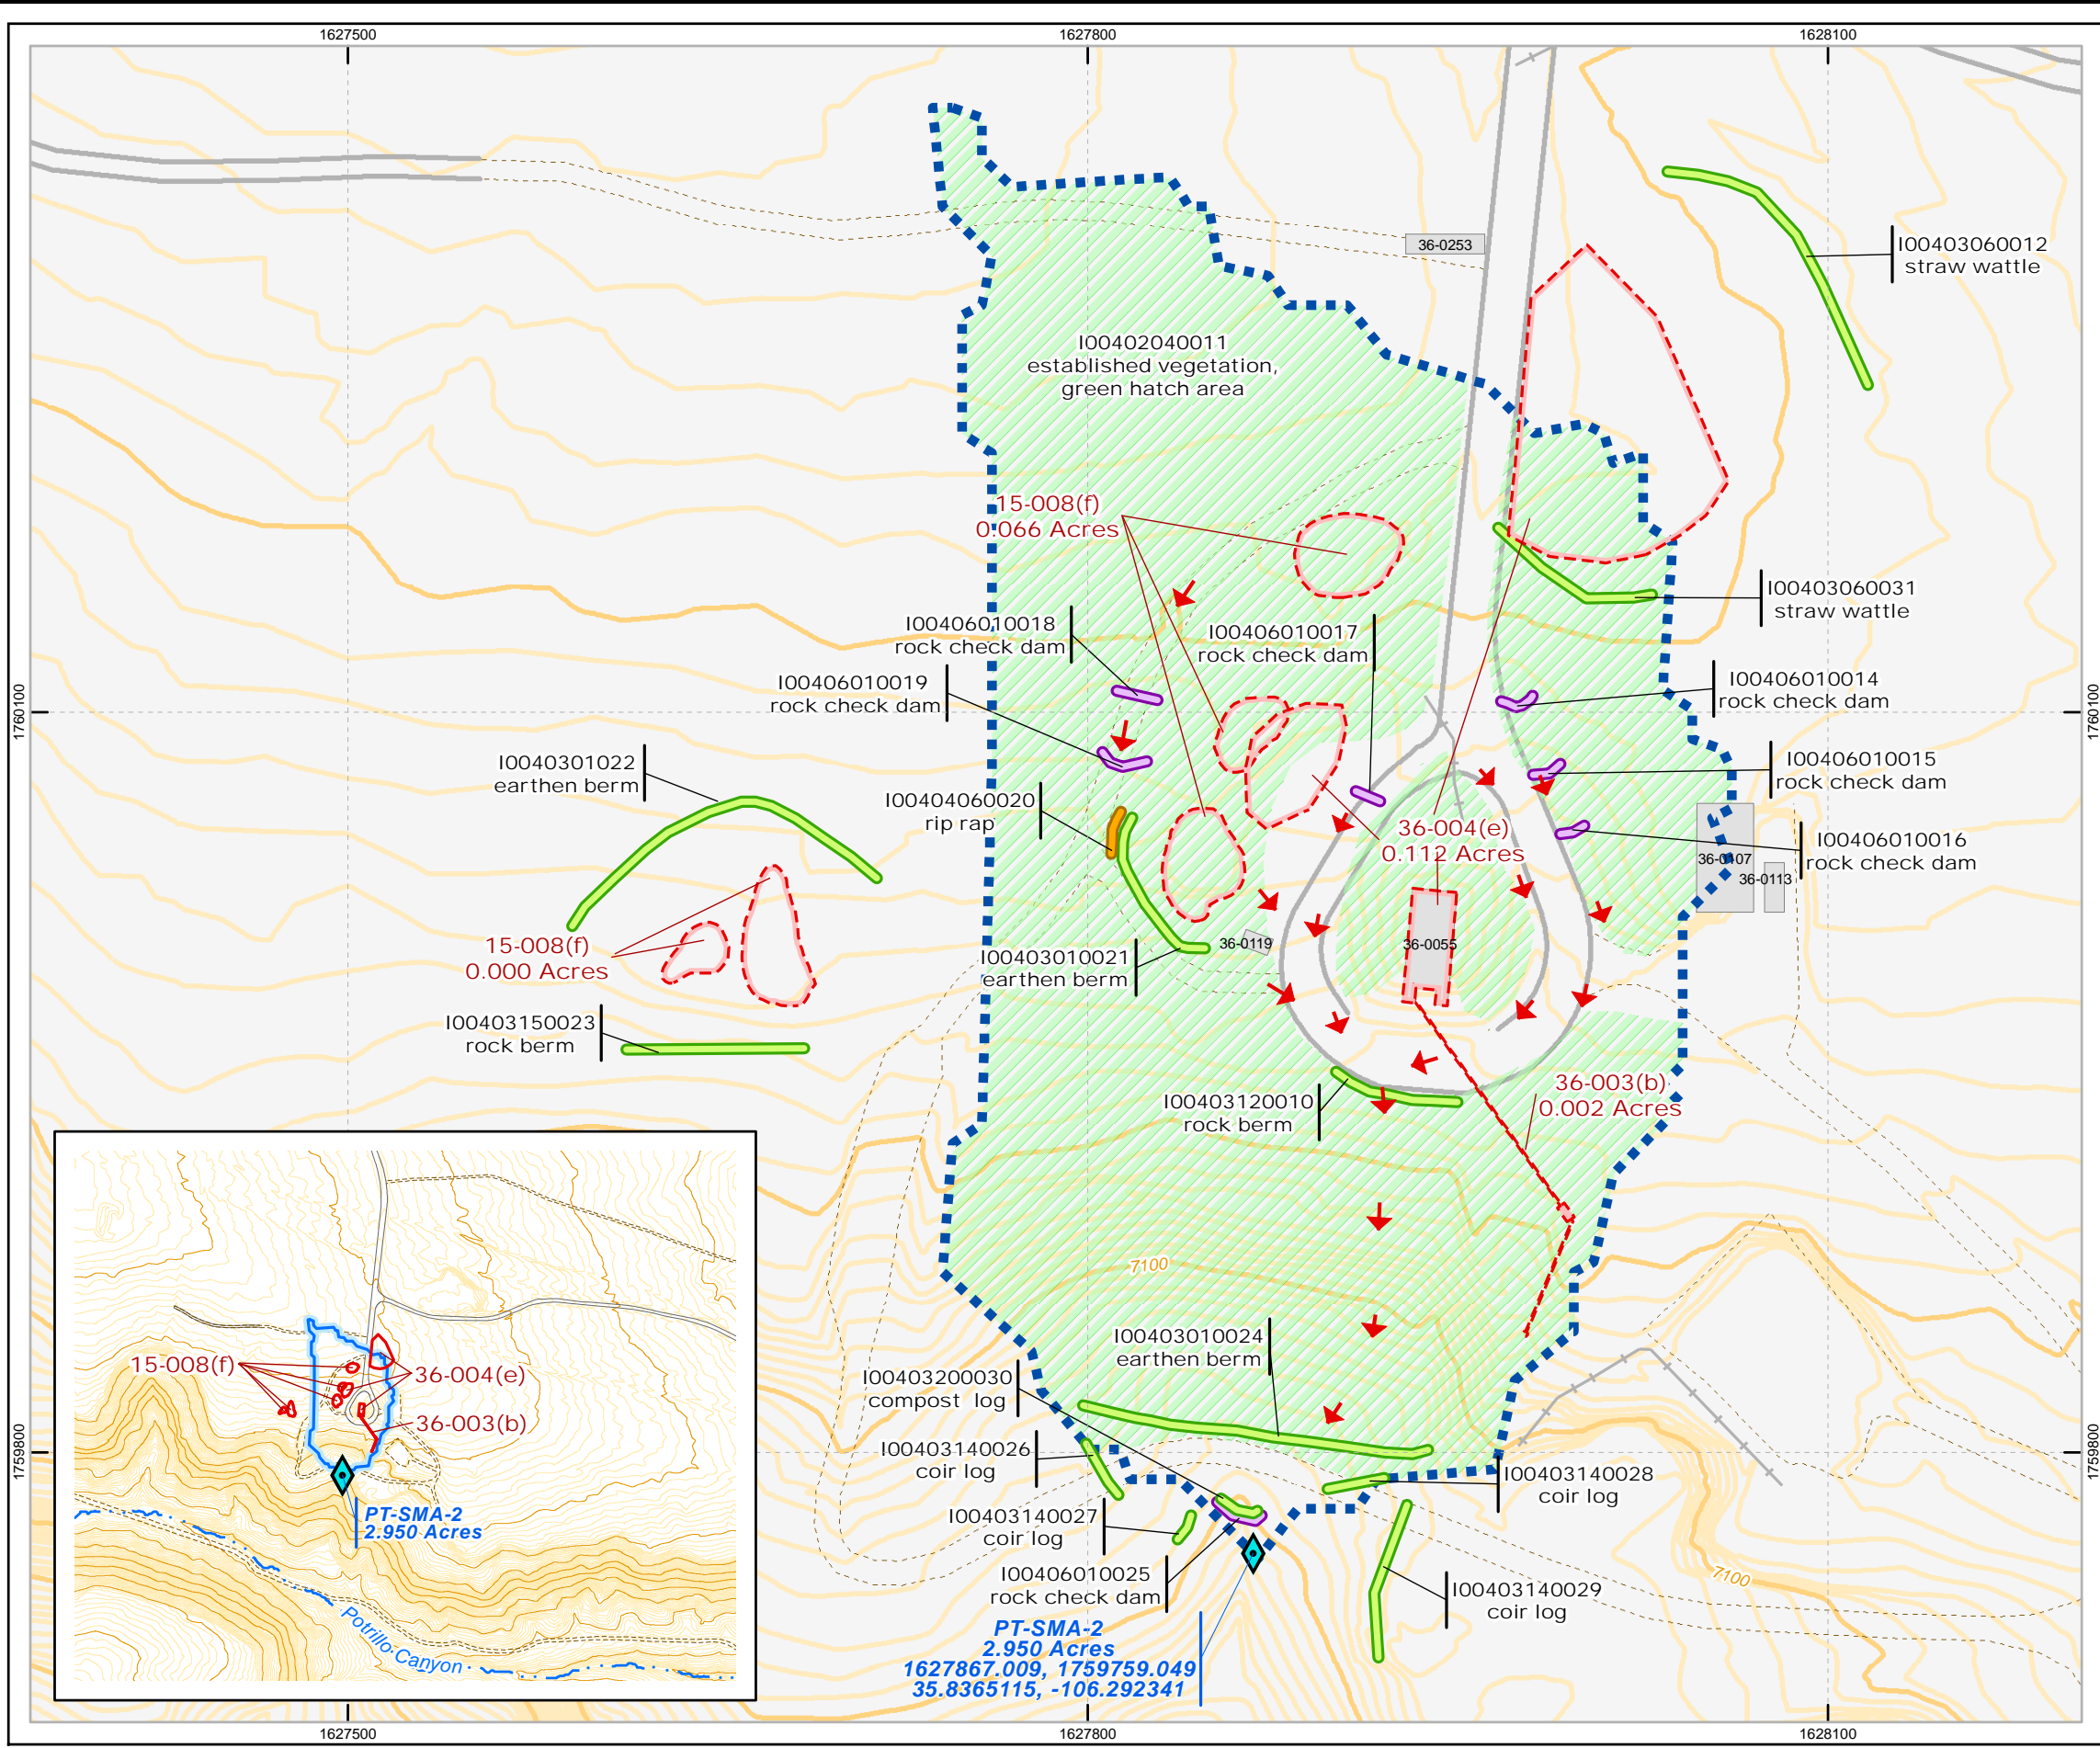 1627500
1627800
1628100
36-0253
I00403060012
straw wattle
I00402040011
established vegetation,
green hatch area
15-008(f)
0.066 Acres
I00403060031
straw wattle
I00406010018
rock check dam
I00406010017
rock check dam
I00406010019
rock check dam
I00406010014
rock check dam
1760100
1760100
I0040301022
earthen berm
I00406010015
rock check dam
I00404060020
rip rap
36-004(e)
0.112 Acres
I00406010016
rock check dam
36-0107
36-0113
15-008(f)
0.000 Acres
36-0119
36-0055
I00403010021
earthen berm
I00403150023
rock berm
I00403120010
rock berm
36-003(b)
0.002 Acres
7100
I00403010024
earthen berm
I00403200030
compost log
I00403140026
coir log
1759800
1759800
I00403140028
coir log
I00403140027
coir log
I00406010025
rock check dam
I00403140029
coir log
7100
PT-SMA-2
2.950 Acres
1627867.009, 1759759.049
35.8365115, -106.292341
15-008(f)
36-004(e)
36-003(b)
PT-SMA-2
2.950 Acres
Potrillo Canyon
1627500
1627800
1628100